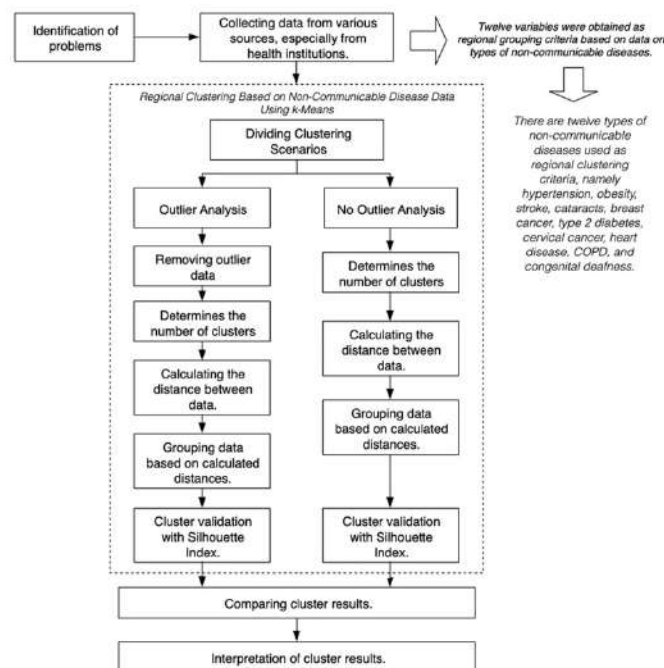 Identification of
problems
Collecting data from various
sources, especially from
health institutions.
Twelve variables were obtained as
regional grouping criteria based on data on
types of non-communicable diseases.
There are twelve types of
non-communicable
diseases used as
regional clustering
criteria, namely
hypertension, obesity,
stroke, cataracts, breast
cancer, type 2 diabetes,
cervical cancer, heart
disease, COPD, and
congenital deafness.
Regional Clustering Based on Non-Communicable Disease Data
Using k-Means
Dividing Clustering
Scenarios
Outlier Analysis
Removing outlier
data
Determines the
number of clusters
Calculating the
distance between
data.
Grouping data
based on calculated
distances.
Cluster validation
with Silhouette
Index.
No Outlier Analysis
Determines the
number of clusters
Calculating the
distance between
data.
Grouping data
based on calculated
distances.
Cluster validation
with Silhouette
Index.
Comparing cluster results.
Interpretation of cluster results.